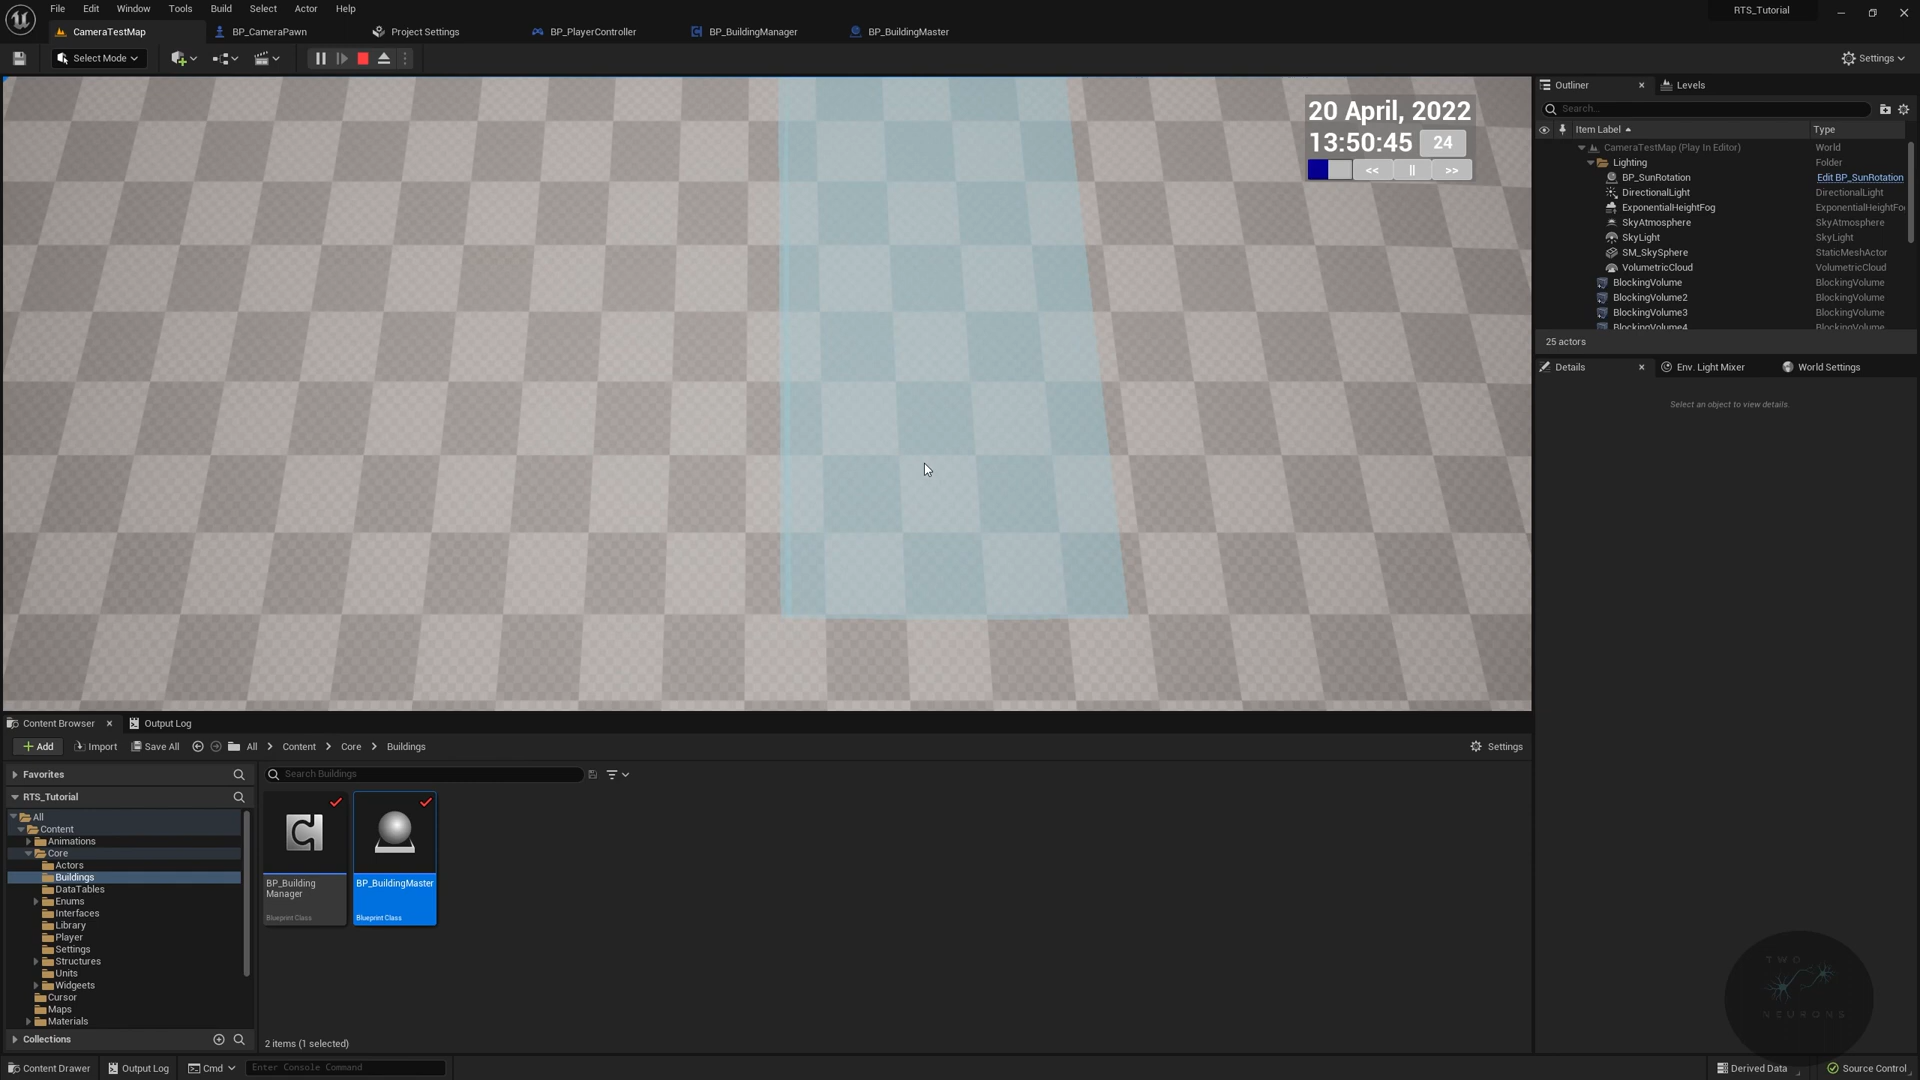 File Edit Window Tools Build Select Actor Help
RTS_Tutorial
CameraTestMap BP_CameraPawn Project Settings BP_PlayerController BP_BuildingManager BP_BuildingMaster
Select Mode
Settings
20 April, 2022
13:50:45 24
<< || >>
Outliner Levels
Search...
Item Label Type
CameraTestMap (Play In Editor) World
Lighting Folder
BP_SunRotation Edit BP_SunRotation
DirectionalLight DirectionalLight
ExponentialHeightFog ExponentialHeightFo
SkyAtmosphere SkyAtmosphere
SkyLight SkyLight
SM_SkySphere StaticMeshActor
VolumetricCloud VolumetricCloud
BlockingVolume BlockingVolume
BlockingVolume2 BlockingVolume
BlockingVolume3 BlockingVolume
BlockingVolume4 BlockingVolume
25 actors
Details Env. Light Mixer World Settings
Select an object to view details.
Content Browser Output Log
Add Import Save All All Content Core Buildings
Settings
Favorites
Search Buildings
RTS_Tutorial
All
Content
Animations
Core
Actors
Buildings
DataTables
Enums
Interfaces
Library
Player
Settings
Structures
Units
Widgeets
Cursor
Maps
Materials
Collections
BP_Building
Manager
Blueprint Class
BP_BuildingMaster
Blueprint Class
2 items (1 selected)
TWO
NEURONS
Content Drawer Output Log Cmd Enter Console Command
Derived Data Source Control